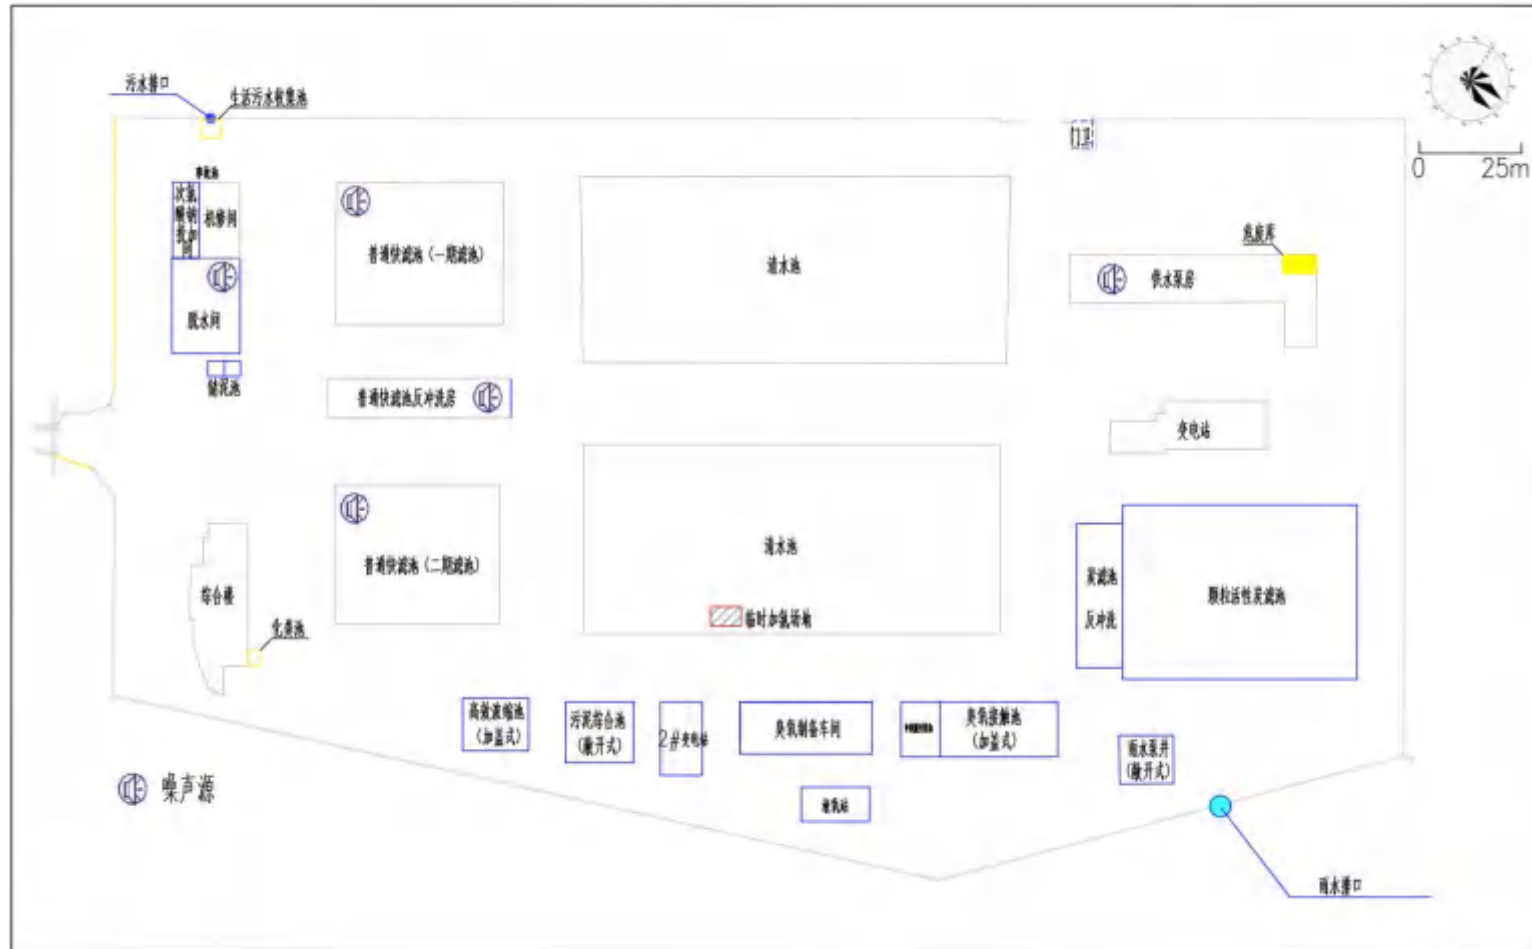 污水排口
生活污水收集池
门卫
0 25m
事故池
次氯
酸钠
投加
间
机修间
普通快滤池(一期滤池)
清水池
危废库
供水泵房
脱水间
储泥池
普通快滤池反冲洗房
变电站
综合楼
普通快滤池(二期滤池)
清水池
炭滤池
反冲洗
颗粒活性炭滤池
临时加氯场地
化粪池
高效浓缩池
(加盖式)
污泥综合池
(敞开式)
2#变电站
臭氧制备车间
臭氧接触池
(加盖式)
雨水泵井
(敞开式)
噪声源
雨水排口